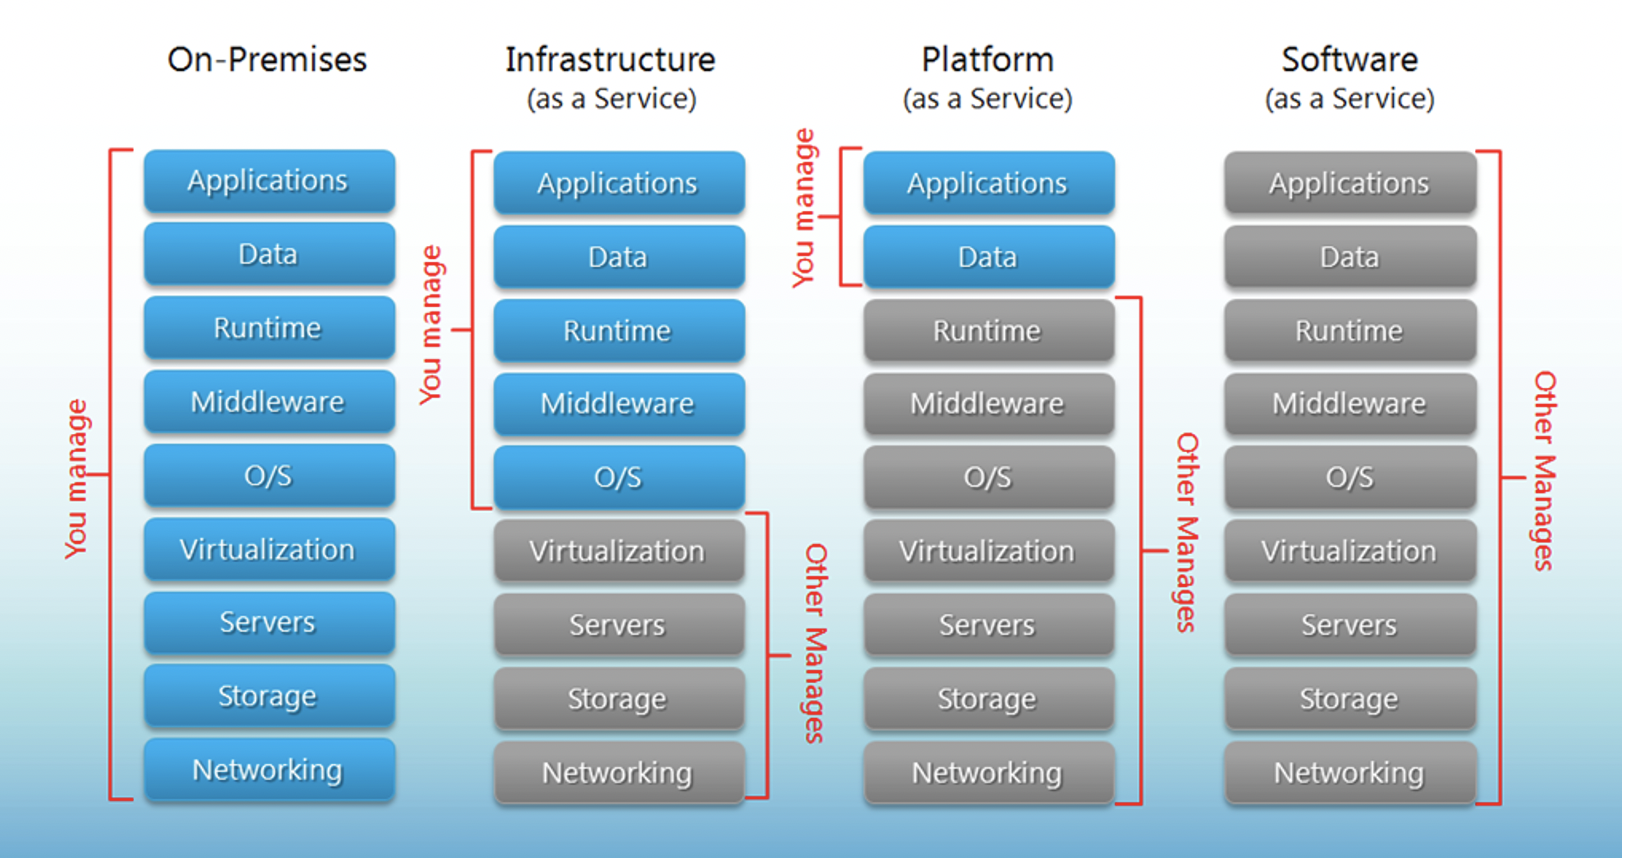 On-Premises
You manage
Applications
Data
Runtime
Middleware
O/S
Virtualization
Servers
Storage
Networking
Infrastructure
(as a Service)
You manage
Applications
Data
Runtime
Middleware
O/S
Virtualization
Servers
Storage
Networking
Other Manages
Platform
(as a Service)
You manage
Applications
Data
Runtime
Middleware
O/S
Virtualization
Servers
Storage
Networking
Other Manages
Software
(as a Service)
Applications
Data
Runtime
Middleware
O/S
Virtualization
Servers
Storage
Networking
Other Manages